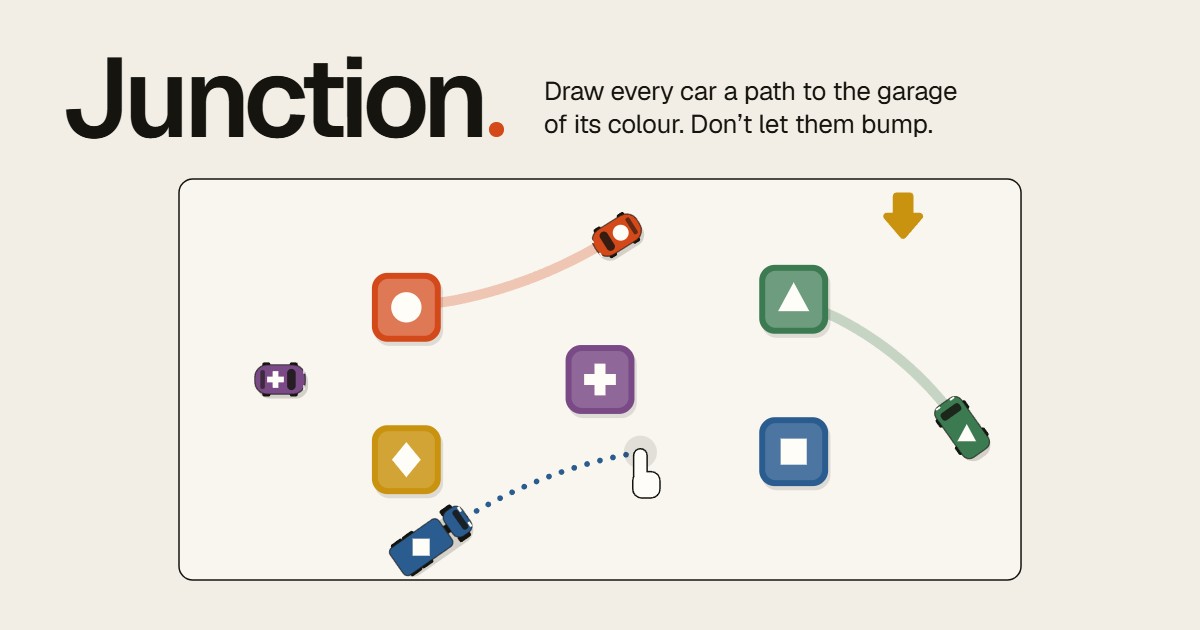 Junction.
Draw every car a path to the garage
of its colour. Don’t let them bump.